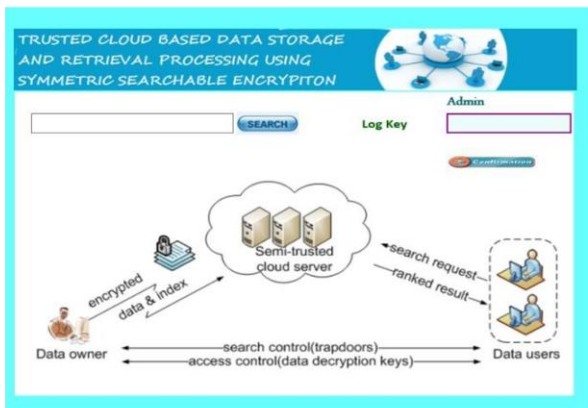 TRUSTED CLOUD BASED DATA STORAGE
AND RETRIEVAL PROCESSING USING
SYMMETRIC SEARCHABLE ENCRYPITON
Admin
SEARCH
Log Key
Confirmation
Semi-trusted
cloud server
search request
ranked result
encrypted
data & index
Data owner
search control(trapdoors)
access control(data decryption keys)
Data users